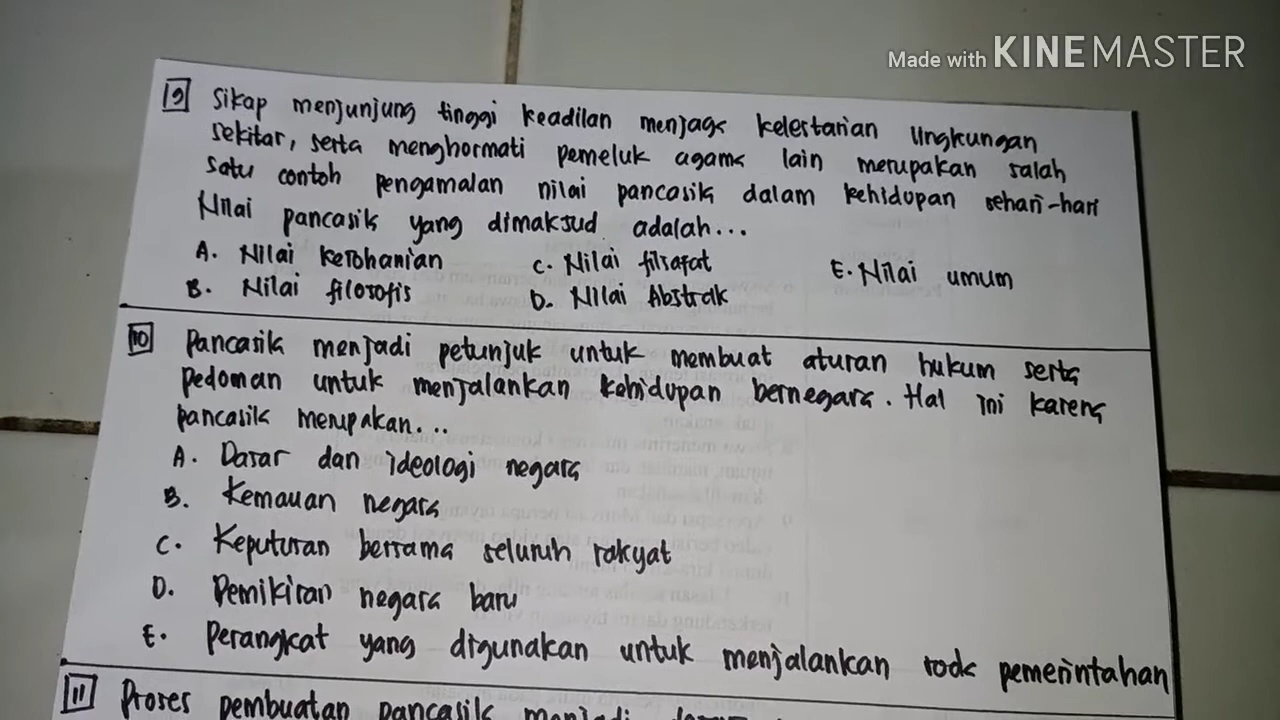 Made with KINEMASTER
9 Sikap menjunjung tinggi keadilan menjaga kelestarian lingkungan
sekitar, serta menghormati pemeluk agama lain merupakan salah
satu contoh pengamalan nilai pancasila dalam kehidupan sehari-hari
Nilai pancasila yang dimaksud adalah...
A. Nilai kerohanian C. Nilai filsafat E. Nilai umum
B. Nilai filosofis D. Nilai Abstrak
10 Pancasila menjadi petunjuk untuk membuat aturan hukum serta
pedoman untuk menjalankan kehidupan bernegara. Hal ini karena
pancasila merupakan...
A. Dasar dan ideologi negara
B. Kemauan negara
C. Keputusan bersama seluruh rakyat
D. Pemikiran negara baru
E. Perangkat yang digunakan untuk menjalankan roda pemerintahan
11 Proses pembuatan pancasila menjadi